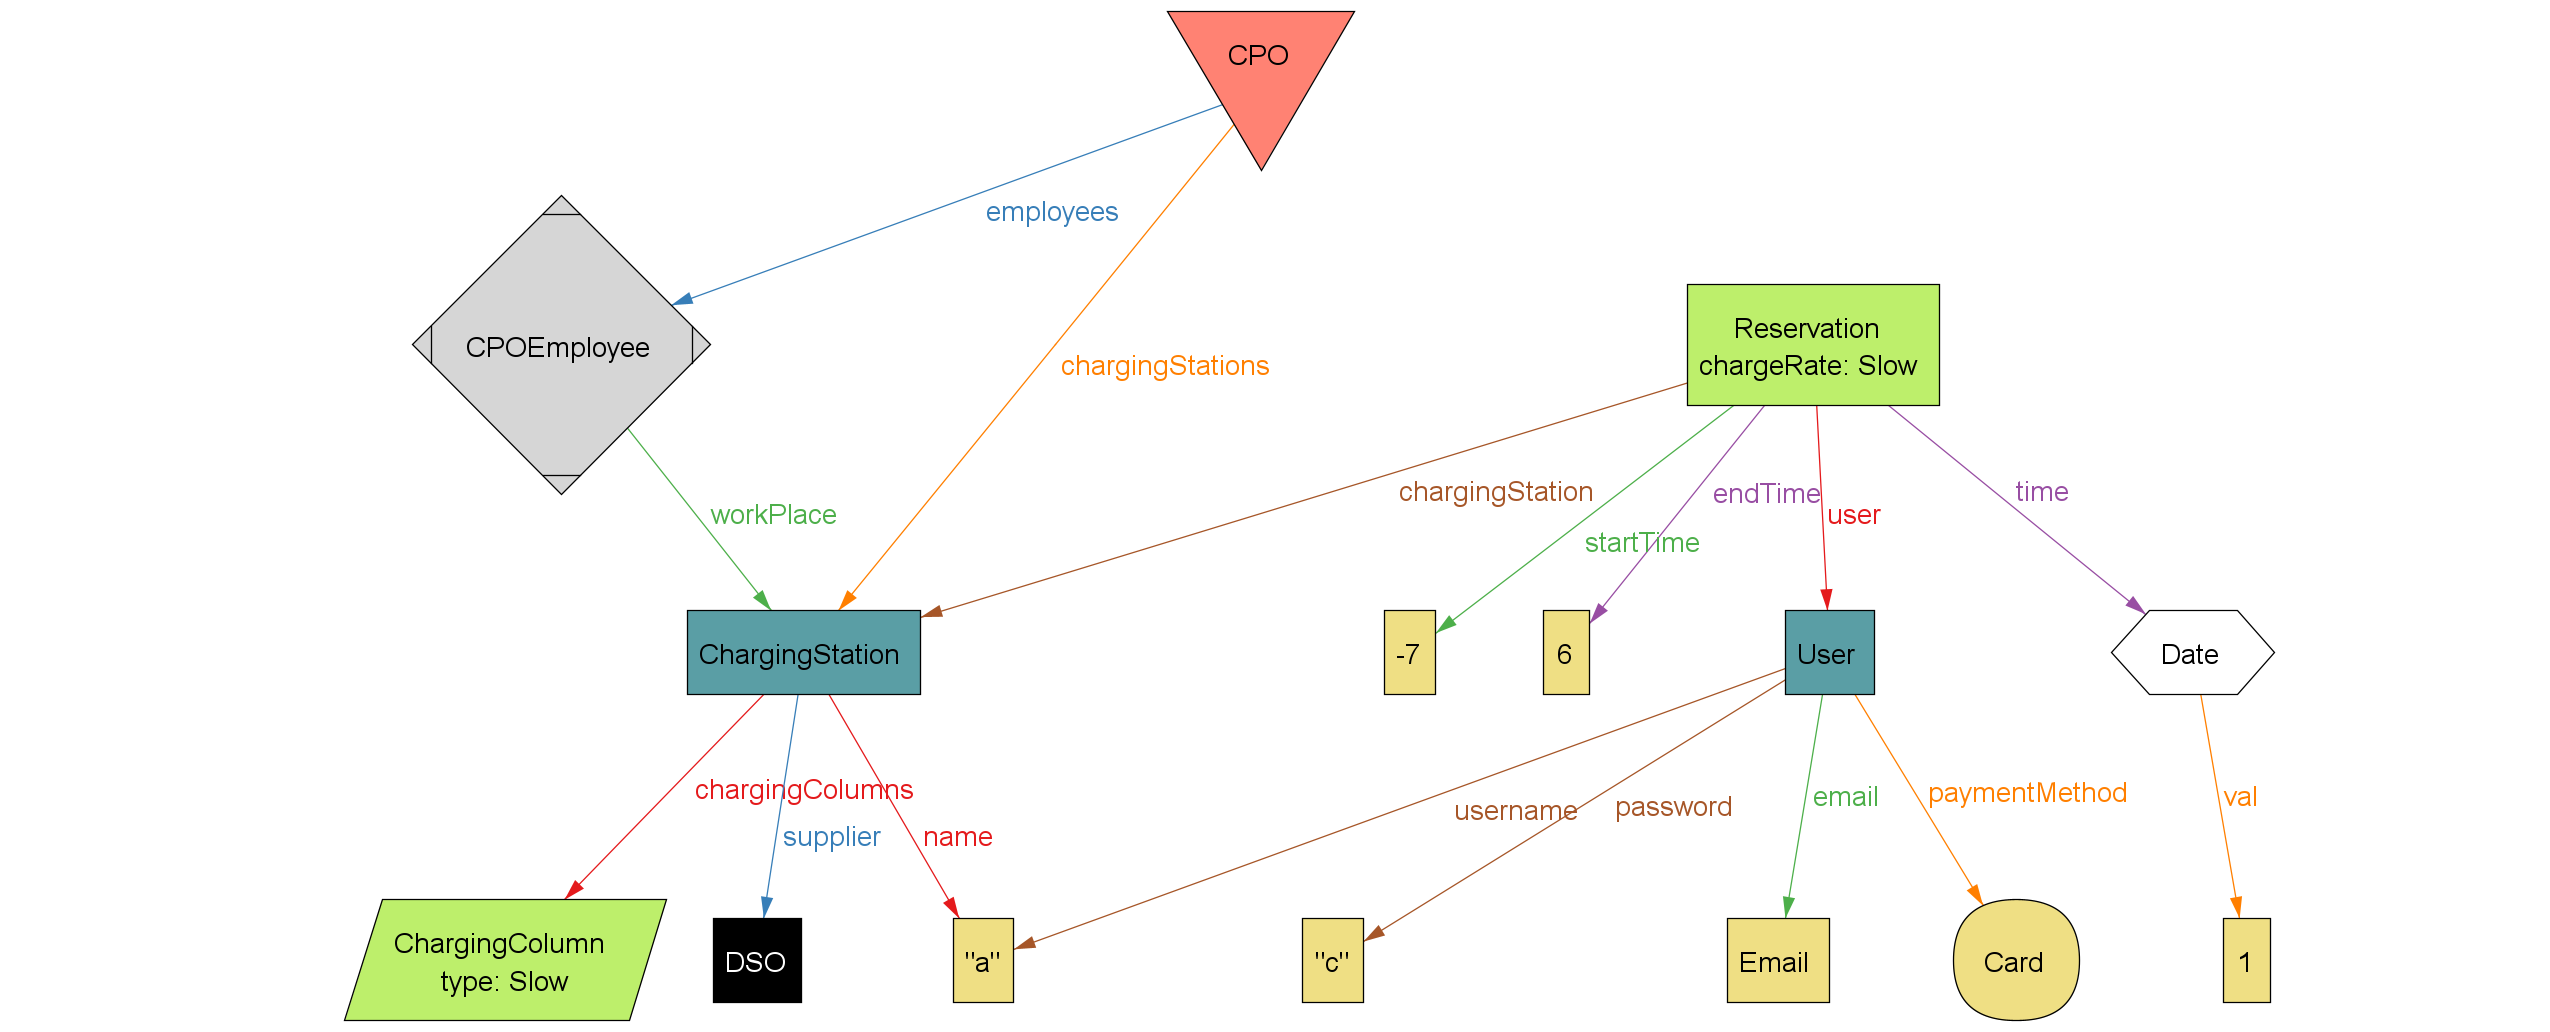 CPO
employees
CPOEmployee
Reservation
chargeRate: Slow
chargingStations
chargingStation
endTime
time
workPlace
user
startTime
ChargingStation
-7
6
User
Date
chargingColumns
paymentMethod
email
val
username
password
supplier
name
ChargingColumn
type: Slow
DSO
"a"
"c"
Email
Card
1